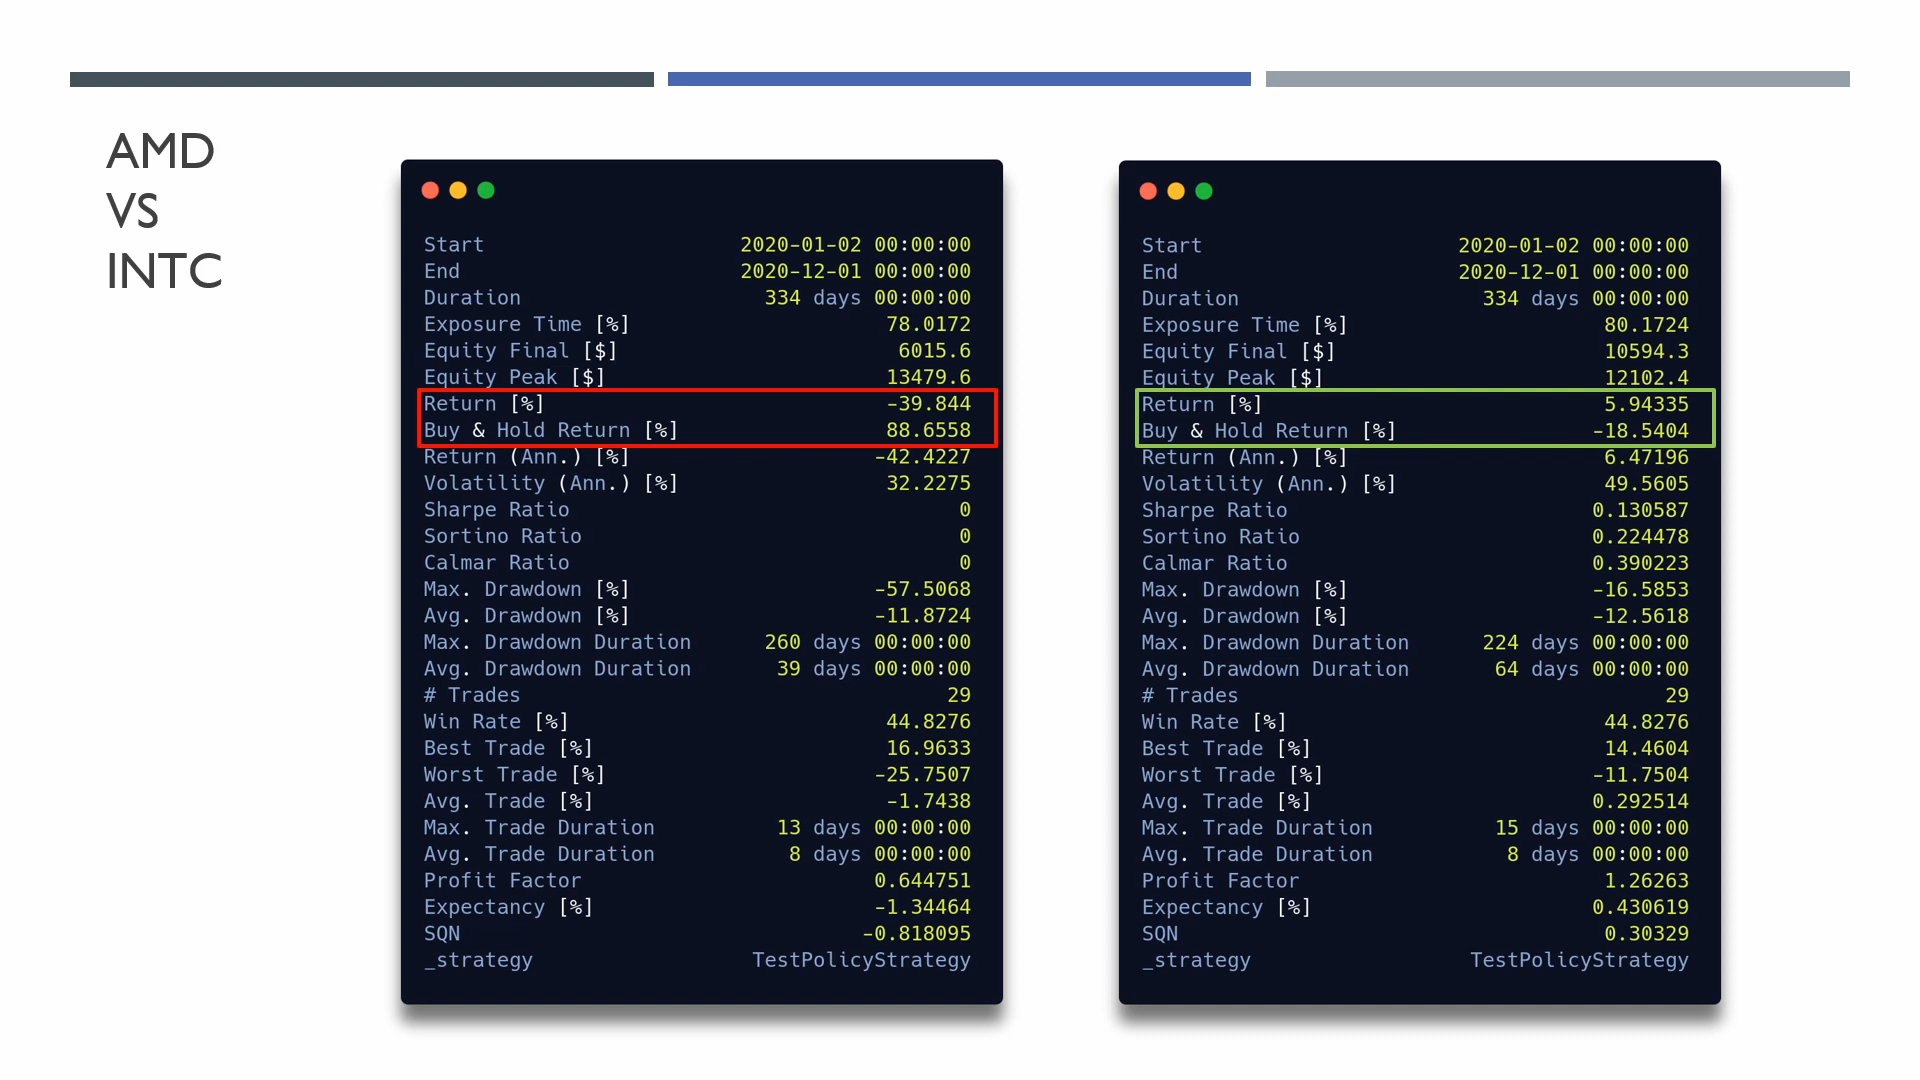 AMD
VS
INTC
Start 2020-01-02 00:00:00
End 2020-12-01 00:00:00
Duration 334 days 00:00:00
Exposure Time [%] 78.0172
Equity Final [$] 6015.6
Equity Peak [$] 13479.6
Return [%] -39.844
Buy & Hold Return [%] 88.6558
Return (Ann.) [%] -42.4227
Volatility (Ann.) [%] 32.2275
Sharpe Ratio 0
Sortino Ratio 0
Calmar Ratio 0
Max. Drawdown [%] -57.5068
Avg. Drawdown [%] -11.8724
Max. Drawdown Duration 260 days 00:00:00
Avg. Drawdown Duration 39 days 00:00:00
# Trades 29
Win Rate [%] 44.8276
Best Trade [%] 16.9633
Worst Trade [%] -25.7507
Avg. Trade [%] -1.7438
Max. Trade Duration 13 days 00:00:00
Avg. Trade Duration 8 days 00:00:00
Profit Factor 0.644751
Expectancy [%] -1.34464
SQN -0.818095
_strategy TestPolicyStrategy
Start 2020-01-02 00:00:00
End 2020-12-01 00:00:00
Duration 334 days 00:00:00
Exposure Time [%] 80.1724
Equity Final [$] 10594.3
Equity Peak [$] 12102.4
Return [%] 5.94335
Buy & Hold Return [%] -18.5404
Return (Ann.) [%] 6.47196
Volatility (Ann.) [%] 49.5605
Sharpe Ratio 0.130587
Sortino Ratio 0.224478
Calmar Ratio 0.390223
Max. Drawdown [%] -16.5853
Avg. Drawdown [%] -12.5618
Max. Drawdown Duration 224 days 00:00:00
Avg. Drawdown Duration 64 days 00:00:00
# Trades 29
Win Rate [%] 44.8276
Best Trade [%] 14.4604
Worst Trade [%] -11.7504
Avg. Trade [%] 0.292514
Max. Trade Duration 15 days 00:00:00
Avg. Trade Duration 8 days 00:00:00
Profit Factor 1.26263
Expectancy [%] 0.430619
SQN 0.30329
_strategy TestPolicyStrategy